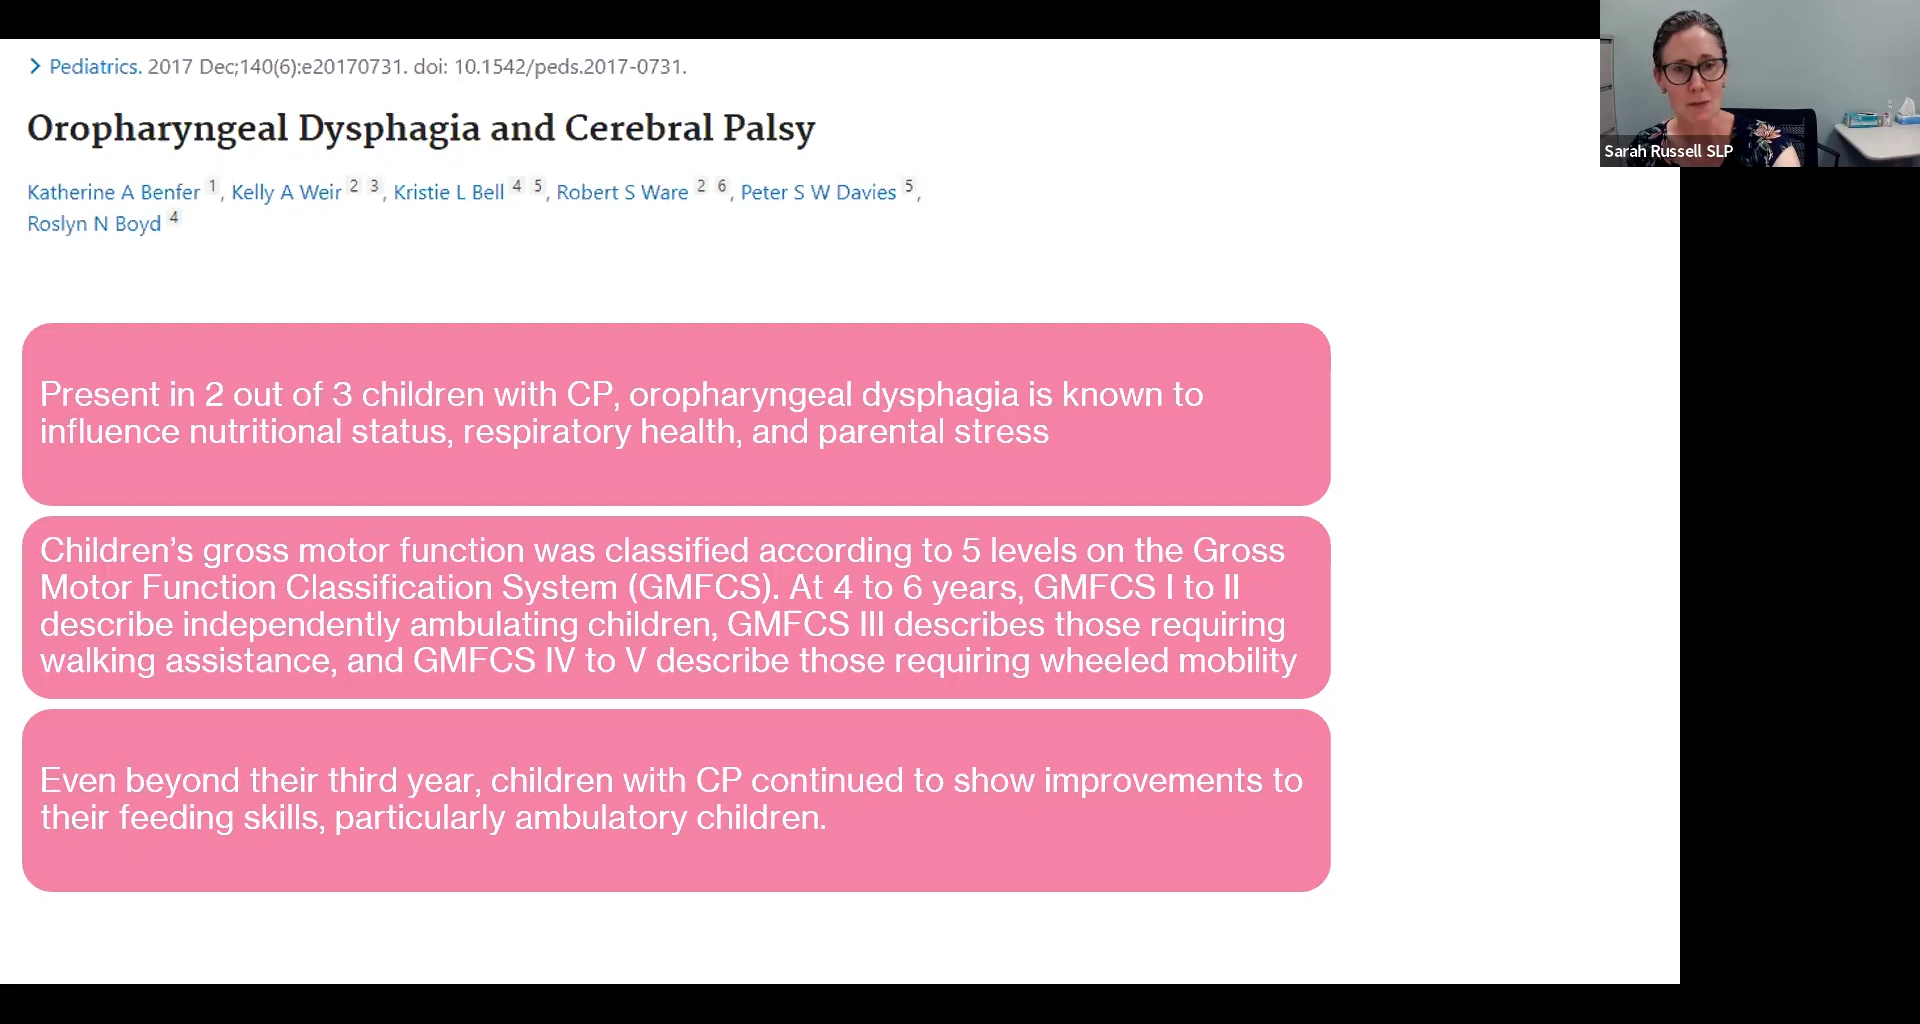 > Pediatrics. 2017 Dec;140(6):e20170731. doi: 10.1542/peds.2017-0731.
Oropharyngeal Dysphagia and Cerebral Palsy
Katherine A Benfer 1, Kelly A Weir 2 3, Kristie L Bell 4 5, Robert S Ware 2 6, Peter S W Davies 5,
Roslyn N Boyd 4
Sarah Russell SLP
Present in 2 out of 3 children with CP, oropharyngeal dysphagia is known to
influence nutritional status, respiratory health, and parental stress
Children’s gross motor function was classified according to 5 levels on the Gross
Motor Function Classification System (GMFCS). At 4 to 6 years, GMFCS I to II
describe independently ambulating children, GMFCS III describes those requiring
walking assistance, and GMFCS IV to V describe those requiring wheeled mobility
Even beyond their third year, children with CP continued to show improvements to
their feeding skills, particularly ambulatory children.